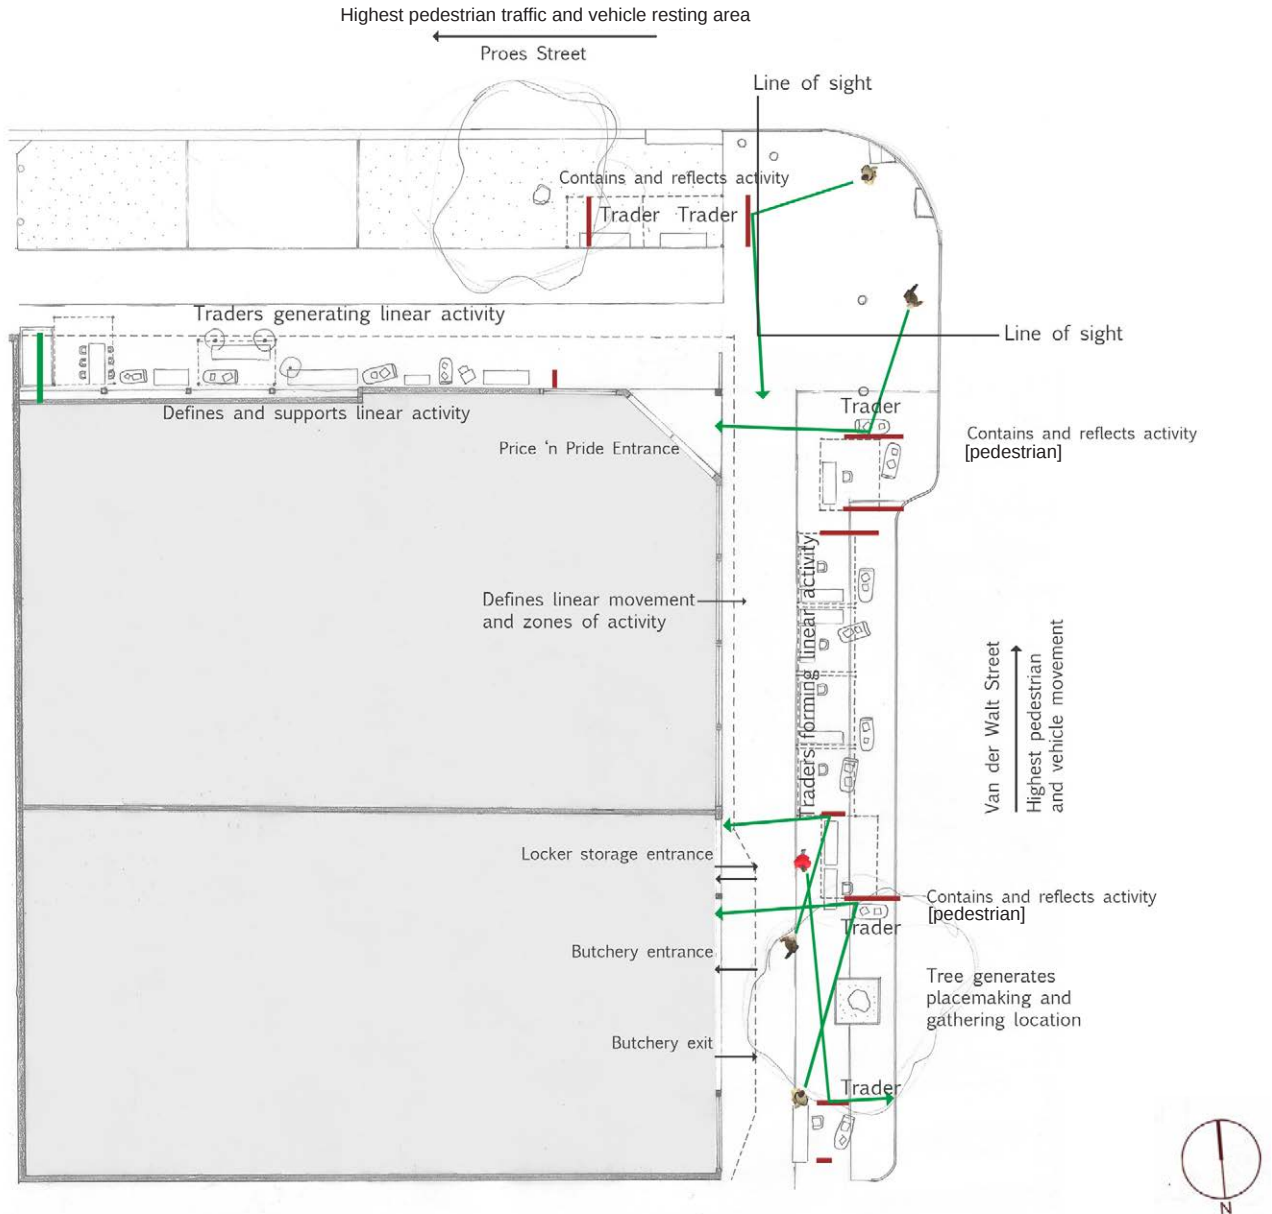 Highest pedestrian traffic and vehicle resting area
Proes Street
Line of sight
Contains and reflects activity
Trader Trader
Traders generating linear activity
Line of sight
Defines and supports linear activity
Trader
Price 'n Pride Entrance
Contains and reflects activity
[pedestrian]
Traders forming linear activity
Defines linear movement
and zones of activity
Van der Walt Street
Highest pedestrian
and vehicle movement
Locker storage entrance
Contains and reflects activity
[pedestrian]
Trader
Butchery entrance
Tree generates
placemaking and
gathering location
Butchery exit
Trader
N